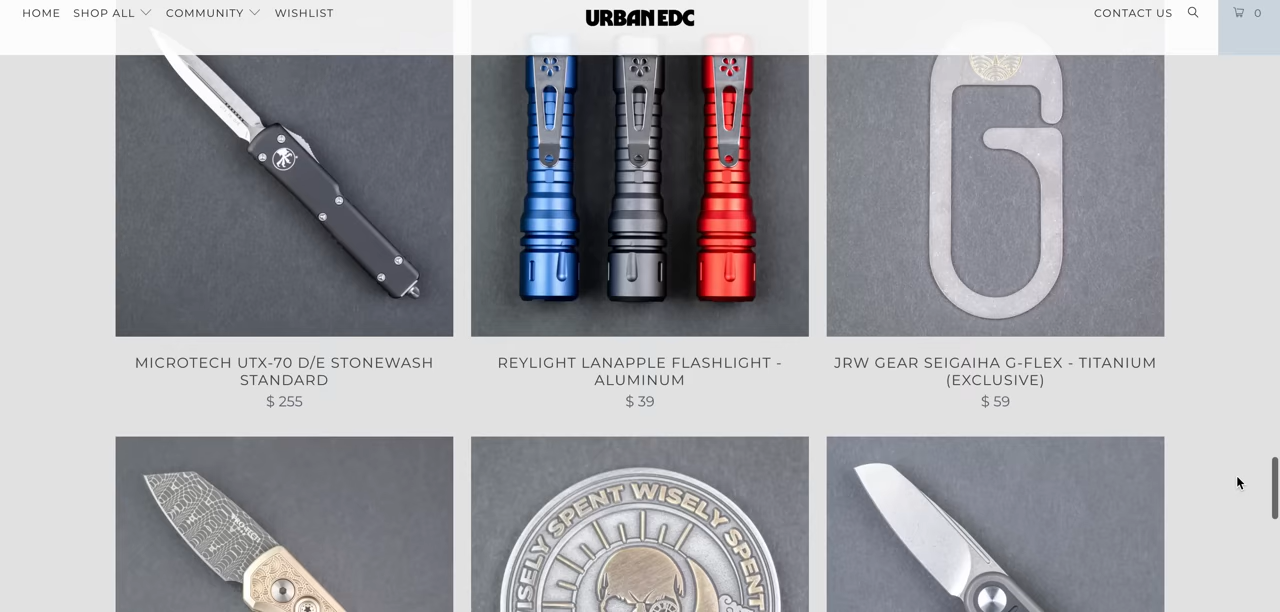 HOME SHOP ALL COMMUNITY WISHLIST
URBAN EDC
CONTACT US 0
MICROTECH UTX-70 D/E STONEWASH
STANDARD
$ 255
REYLIGHT LANAPPLE FLASHLIGHT -
ALUMINUM
$ 39
JRW GEAR SEIGAIHA G-FLEX - TITANIUM
(EXCLUSIVE)
$ 59
WISELY SPENT WISELY SPENT